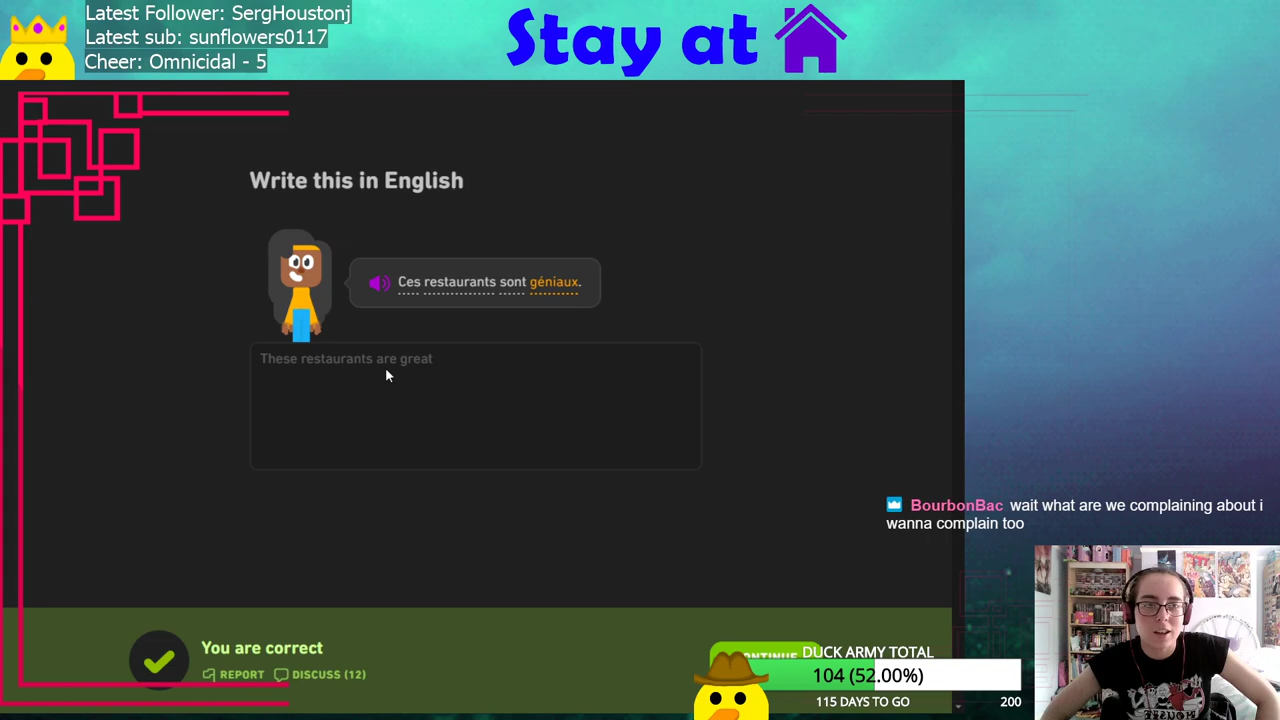 Latest Follower: SergHoustonj
Latest sub: sunflowers0117
Cheer: Omnicidal - 5
Stay at
Write this in English
Ces restaurants sont géniaux.
These restaurants are great
BourbonBac wait what are we complaining about i
wanna complain too
You are correct
REPORT DISCUSS (12)
CONTINUE
DUCK ARMY TOTAL
104 (52.00%)
115 DAYS TO GO 200